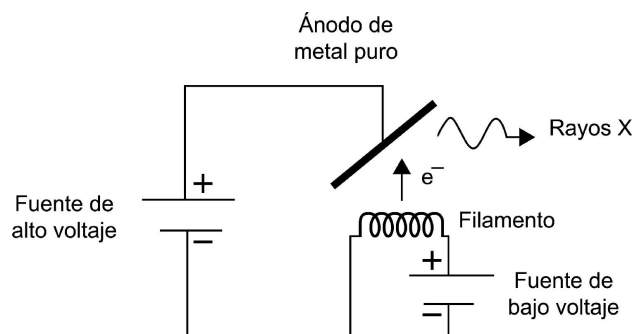 Ánodo de
metal puro
Rayos X
+
e−
Fuente de
alto voltaje
−
Filamento
+
Fuente de
bajo voltaje
−